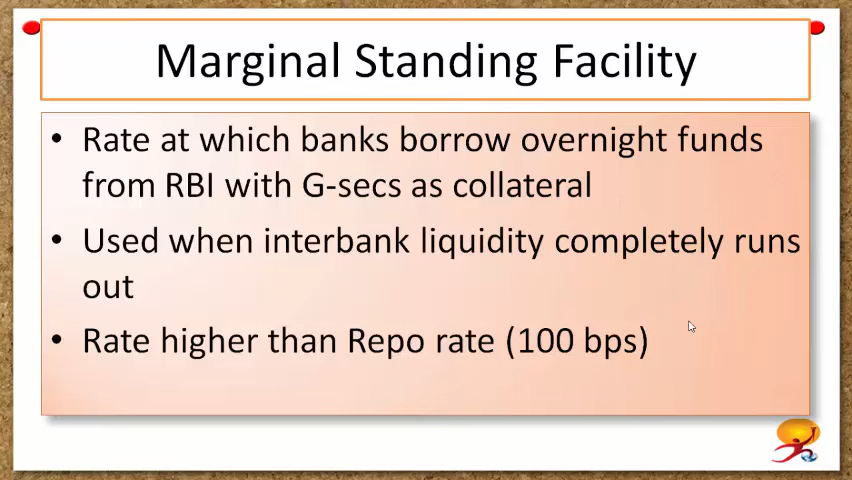 Marginal Standing Facility
• Rate at which banks borrow overnight funds
from RBI with G-secs as collateral
• Used when interbank liquidity completely runs
out
• Rate higher than Repo rate (100 bps)